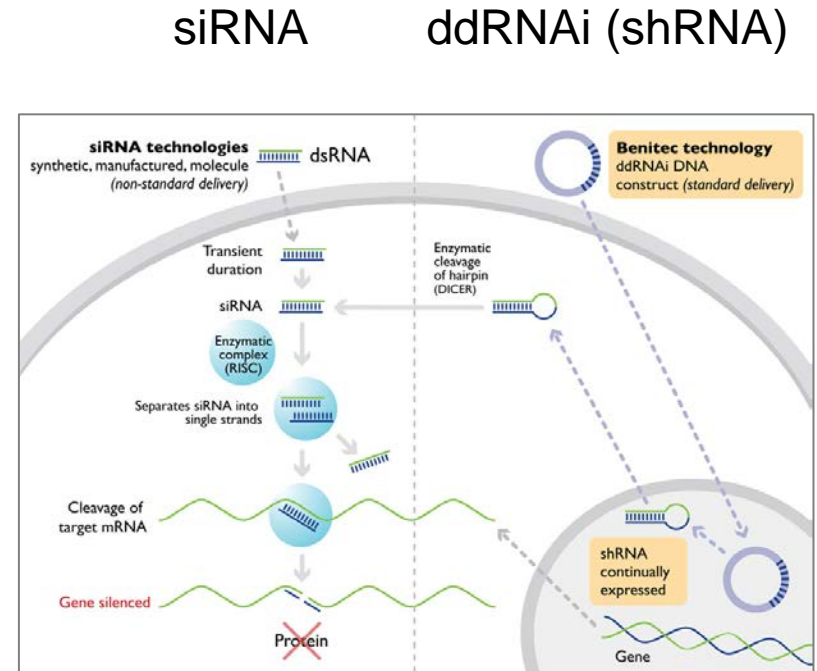 siRNA
ddRNAi (shRNA)
siRNA technologies
synthetic, manufactured, molecule
(non-standard delivery)
dsRNA
Benitec technology
ddRNAi DNA
construct (standard delivery)
Transient
duration
Enzymatic
cleavage
of hairpin
(DICER)
siRNA
Enzymatic
complex
(RISC)
Separates siRNA into
single strands
Cleavage of
target mRNA
shRNA
continually
expressed
Gene silenced
Protein
Gene